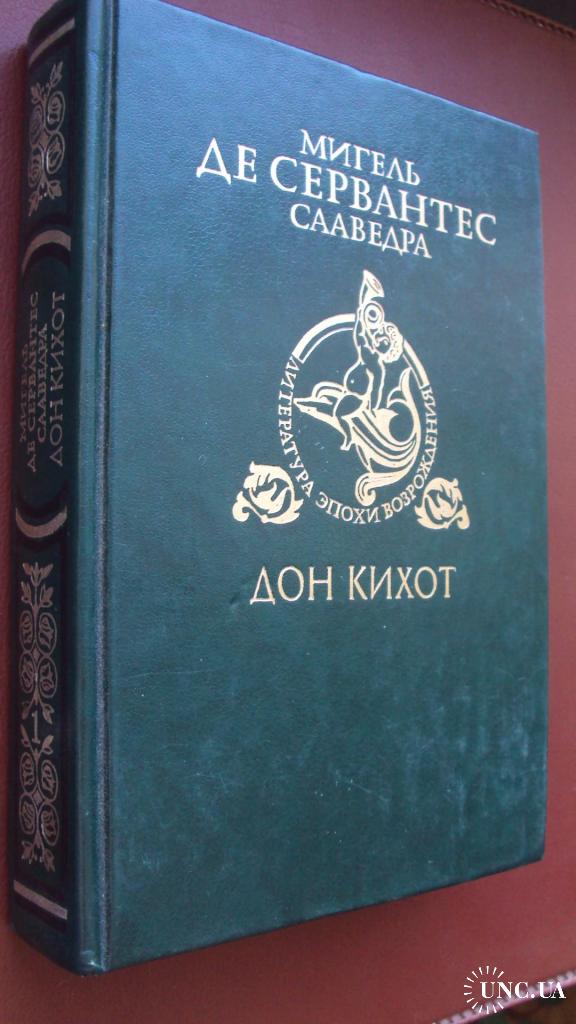 МИГЕЛЬ
ДЕ СЕРВАНТЕС
СААВЕДРА
ЛИТЕРАТУРА ЭПОХИ ВОЗРОЖДЕНИЯ
ДОН КИХОТ
МИГЕЛЬ
ДЕ СЕРВАНТЕС
СААВЕДРА
ДОН КИХОТ
1
UNC.UA